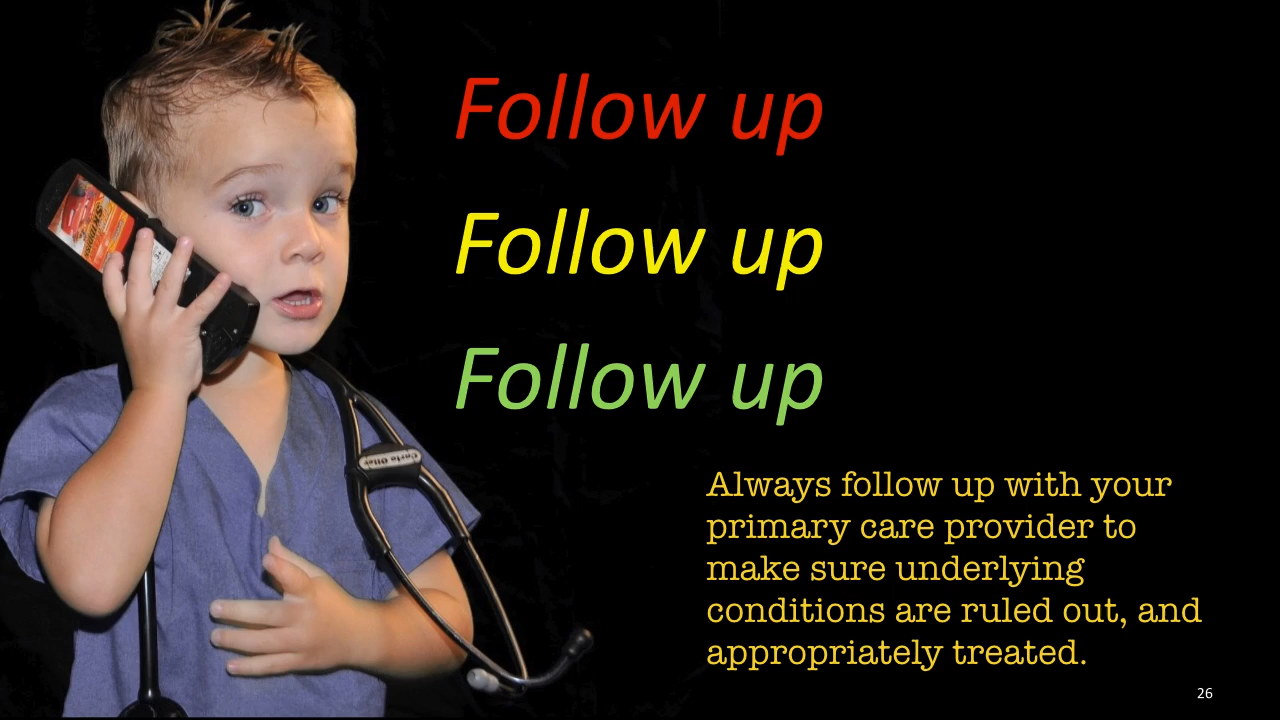 Follow up
Follow up
Follow up
Always follow up with your
primary care provider to
make sure underlying
conditions are ruled out, and
appropriately treated.
26